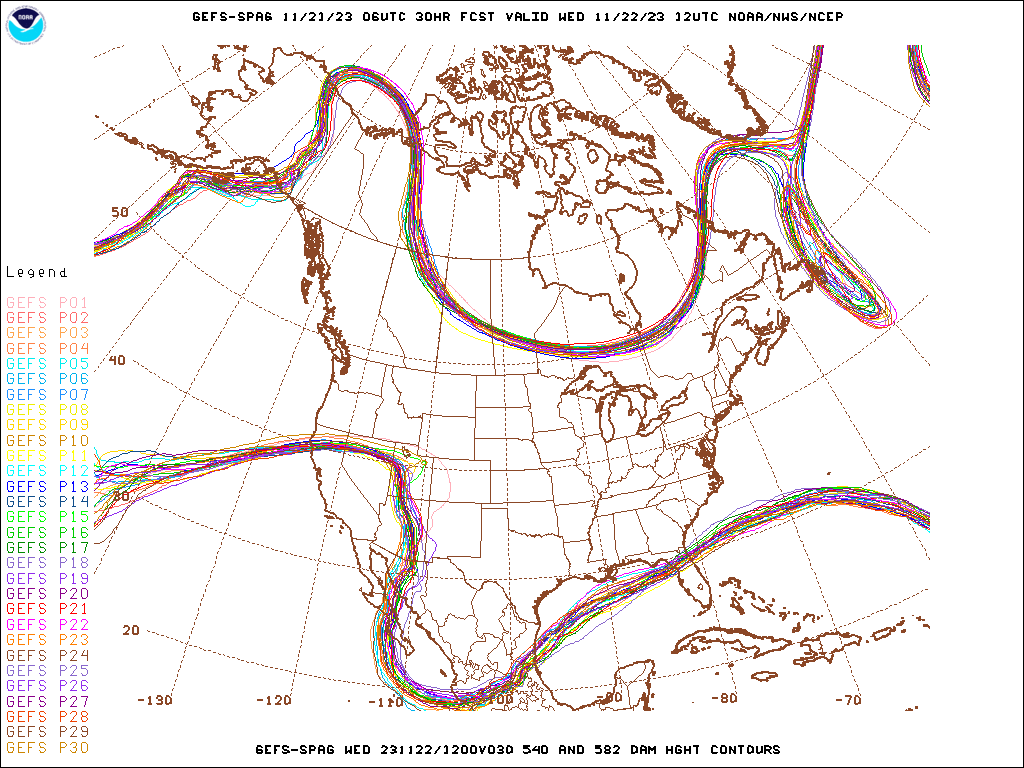 GEFS-SPAG 11/21/23 06UTC 30HR FCST VALID WED 11/22/23 12UTC NOAA/NWS/NCEP
NOAA
50
Legend
GEFS P01
GEFS P02
GEFS P03
GEFS P04
40
GEFS P05
GEFS P06
GEFS P07
GEFS P08
GEFS P09
GEFS P10
GEFS P11
GEFS P12
GEFS P13
30
GEFS P14
GEFS P15
GEFS P16
GEFS P17
GEFS P18
GEFS P19
GEFS P20
GEFS P21
GEFS P22
20
GEFS P23
GEFS P24
GEFS P25
GEFS P26
GEFS P27
-130 -120 -110 -100 -90 -80 -70
GEFS P28
GEFS P29
GEFS P30
GEFS-SPAG WED 231122/1200V030 540 AND 582 DAM HGHT CONTOURS